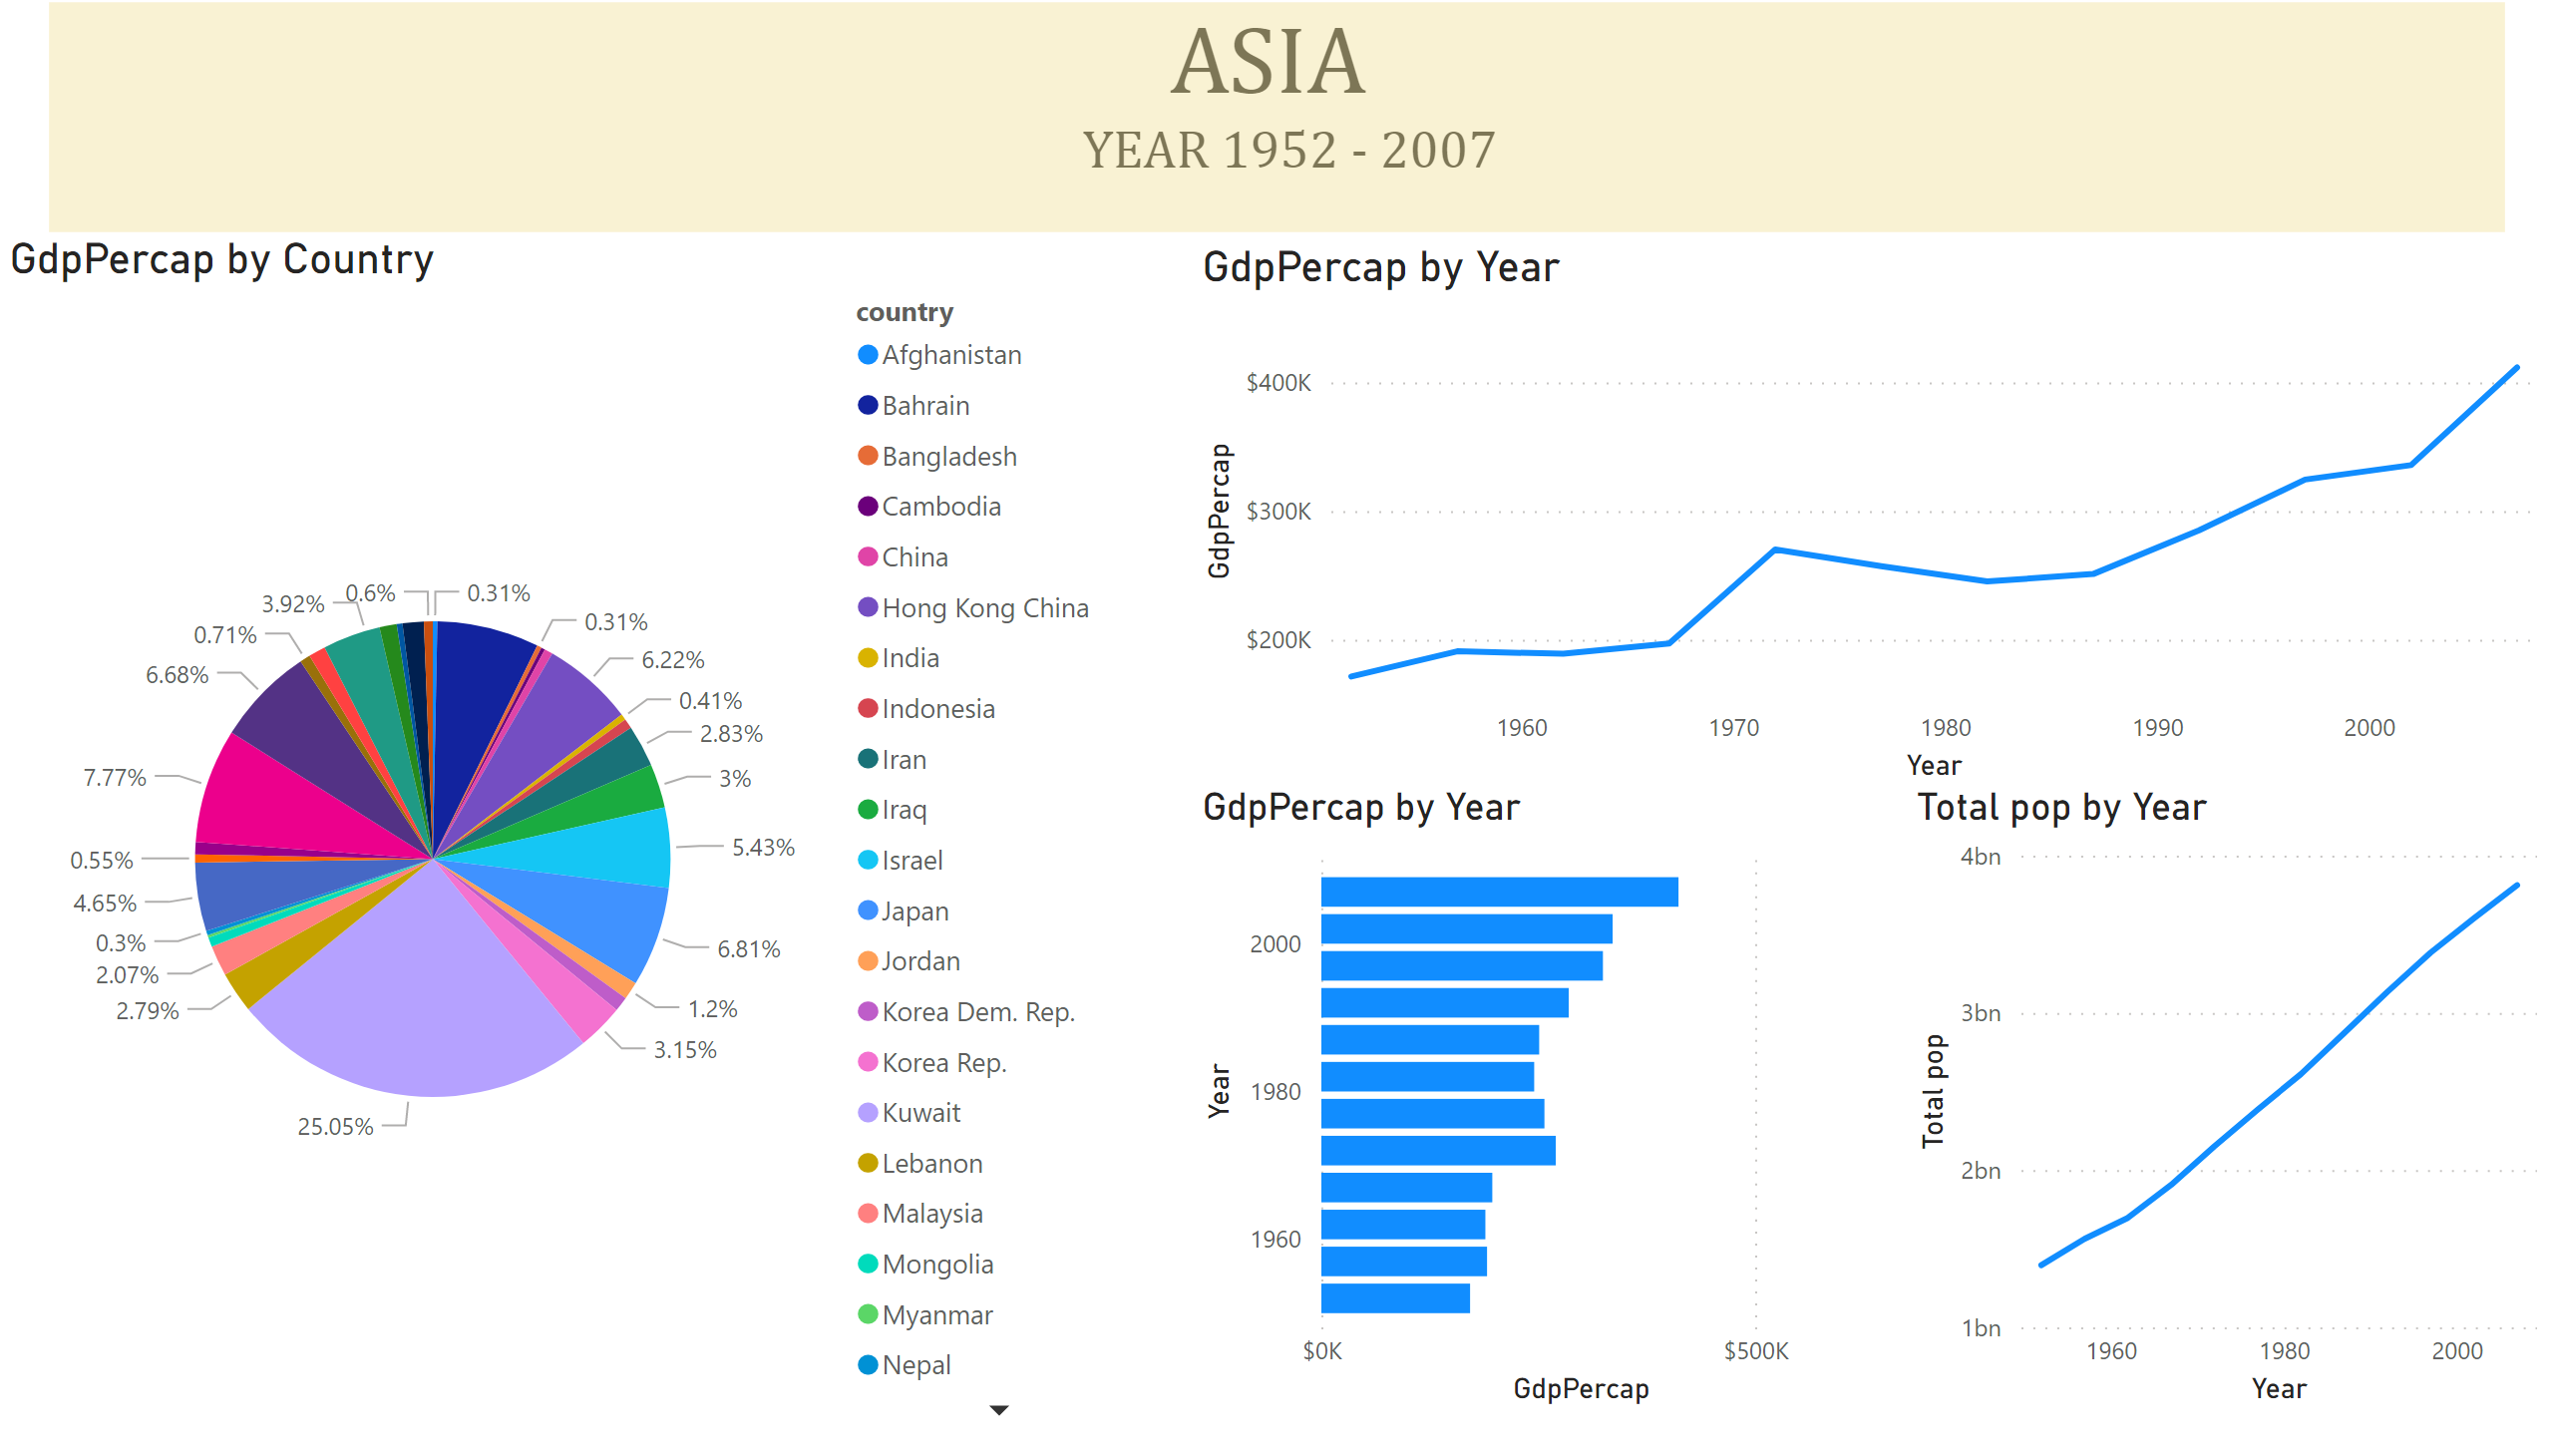 ASIA
YEAR 1952 - 2007
GdpPercap by Country
0.6%
0.31%
3.92%
0.31%
0.71%
6.22%
6.68%
0.41%
2.83%
7.77%
3%
5.43%
0.55%
4.65%
0.3%
6.81%
2.07%
2.79%
1.2%
3.15%
25.05%
country
Afghanistan
Bahrain
Bangladesh
Cambodia
China
Hong Kong China
India
Indonesia
Iran
Iraq
Israel
Japan
Jordan
Korea Dem. Rep.
Korea Rep.
Kuwait
Lebanon
Malaysia
Mongolia
Myanmar
Nepal
GdpPercap by Year
GdpPercap
$400K
$300K
$200K
1960 1970 1980 1990 2000
Year
GdpPercap by Year
Year
2000
1980
1960
$0K $500K
GdpPercap
Total pop by Year
Total pop
4bn
3bn
2bn
1bn
1960 1980 2000
Year